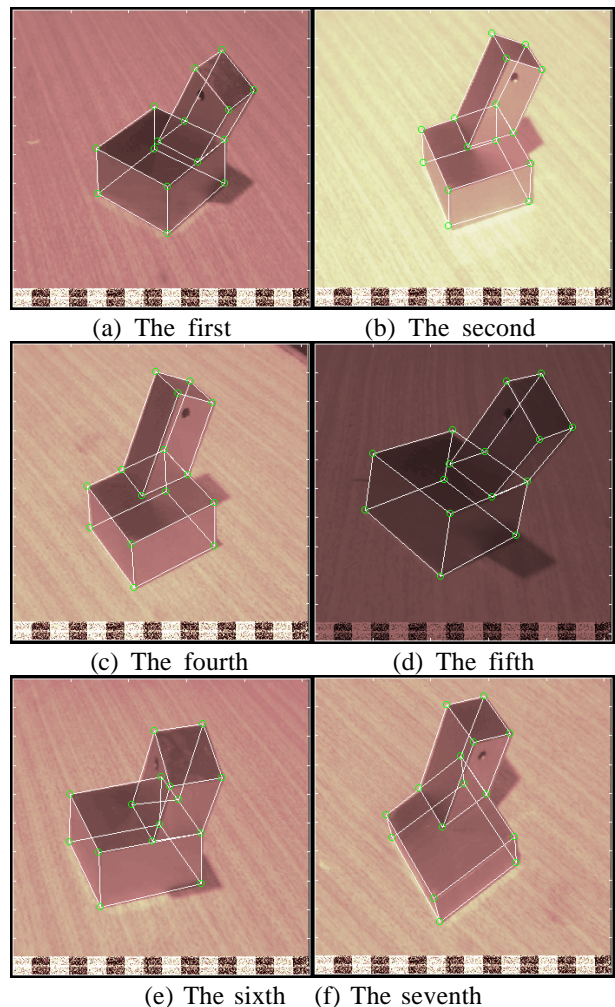 (a) The first (b) The second
(c) The fourth (d) The fifth
(e) The sixth (f) The seventh